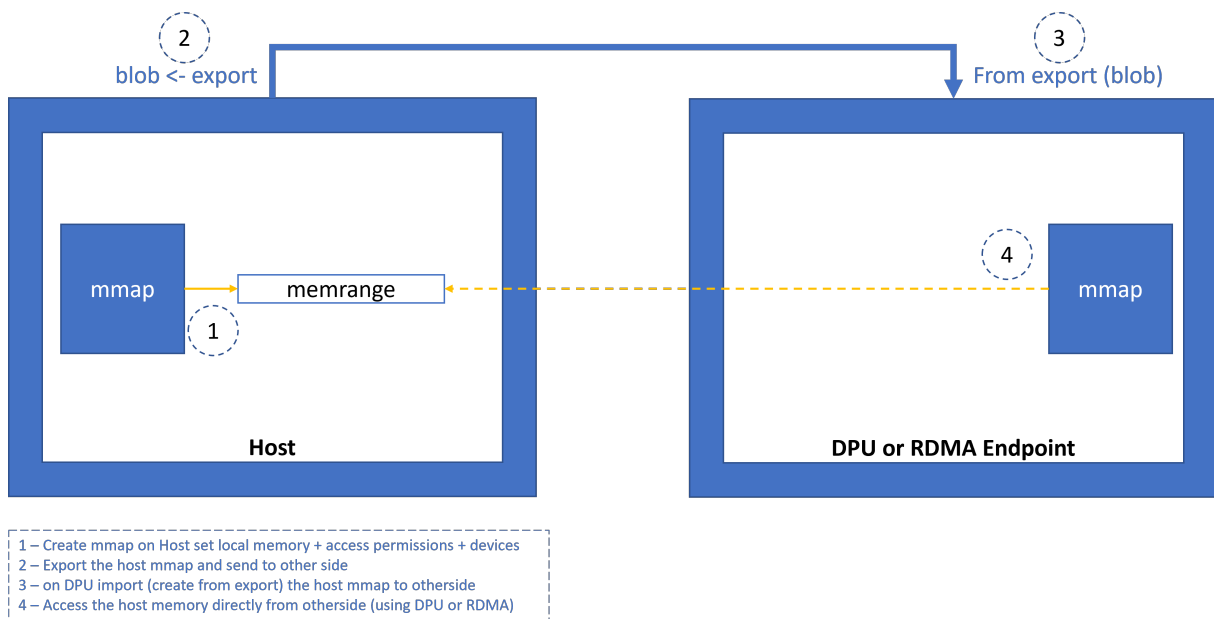 2
3
blob <- export
From export (blob)
4
mmap
memrange
mmap
1
Host
DPU or RDMA Endpoint
1 – Create mmap on Host set local memory + access permissions + devices
2 – Export the host mmap and send to other side
3 – on DPU import (create from export) the host mmap to otherside
4 – Access the host memory directly from otherside (using DPU or RDMA)